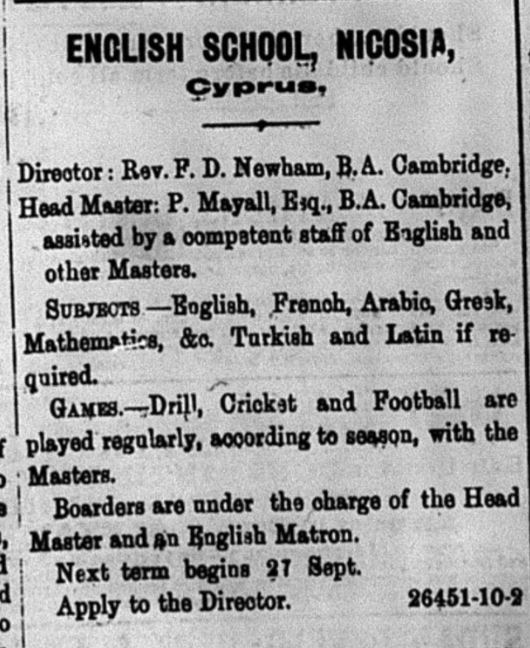 ENGLISH SCHOOL, NICOSIA,
Cyprus,
Director: Rev. F. D. Newham, B.A. Cambridge,
Head Master: P. Mayall, Esq., B.A. Cambridge,
assisted by a competent staff of English and
other Masters.
SUBJECTS—English, French, Arabic, Greek,
Mathematics, &c. Turkish and Latin if re-
quired.
GAMES.—Drill, Cricket and Football are
played regularly, according to season, with the
Masters.
Boarders are under the charge of the Head
Master and an English Matron.
Next term begins 27 Sept.
Apply to the Director. 26451-10-2